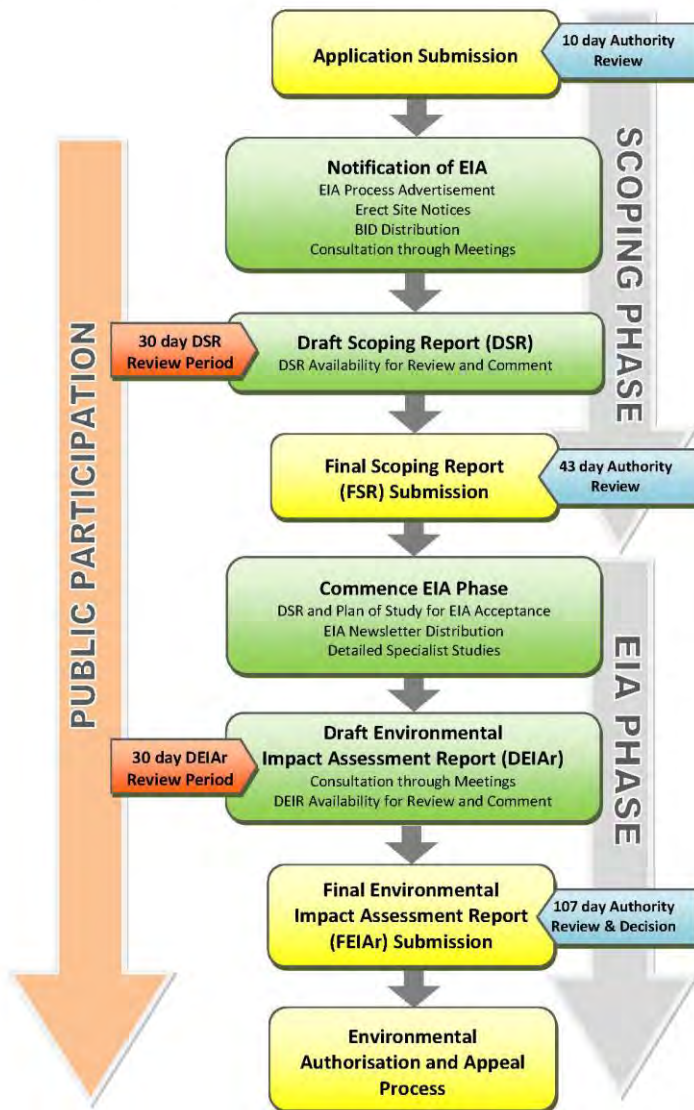 Application Submission
10 day Authority
Review
SCOPING PHASE
PUBLIC PARTICIPATION
Notification of EIA
EIA Process Advertisement
Erect Site Notices
BID Distribution
Consultation through Meetings
30 day DSR
Review Period
Draft Scoping Report (DSR)
DSR Availability for Review and Comment
Final Scoping Report
(FSR) Submission
43 day Authority
Review
Commence EIA Phase
DSR and Plan of Study for EIA Acceptance
EIA Newsletter Distribution
Detailed Specialist Studies
EIA PHASE
30 day DEIAr
Review Period
Draft Environmental
Impact Assessment Report (DEIAr)
Consultation through Meetings
DEIR Availability for Review and Comment
Final Environmental
Impact Assessment Report
(FEIAr) Submission
107 day Authority
Review & Decision
Environmental
Authorisation and Appeal
Process